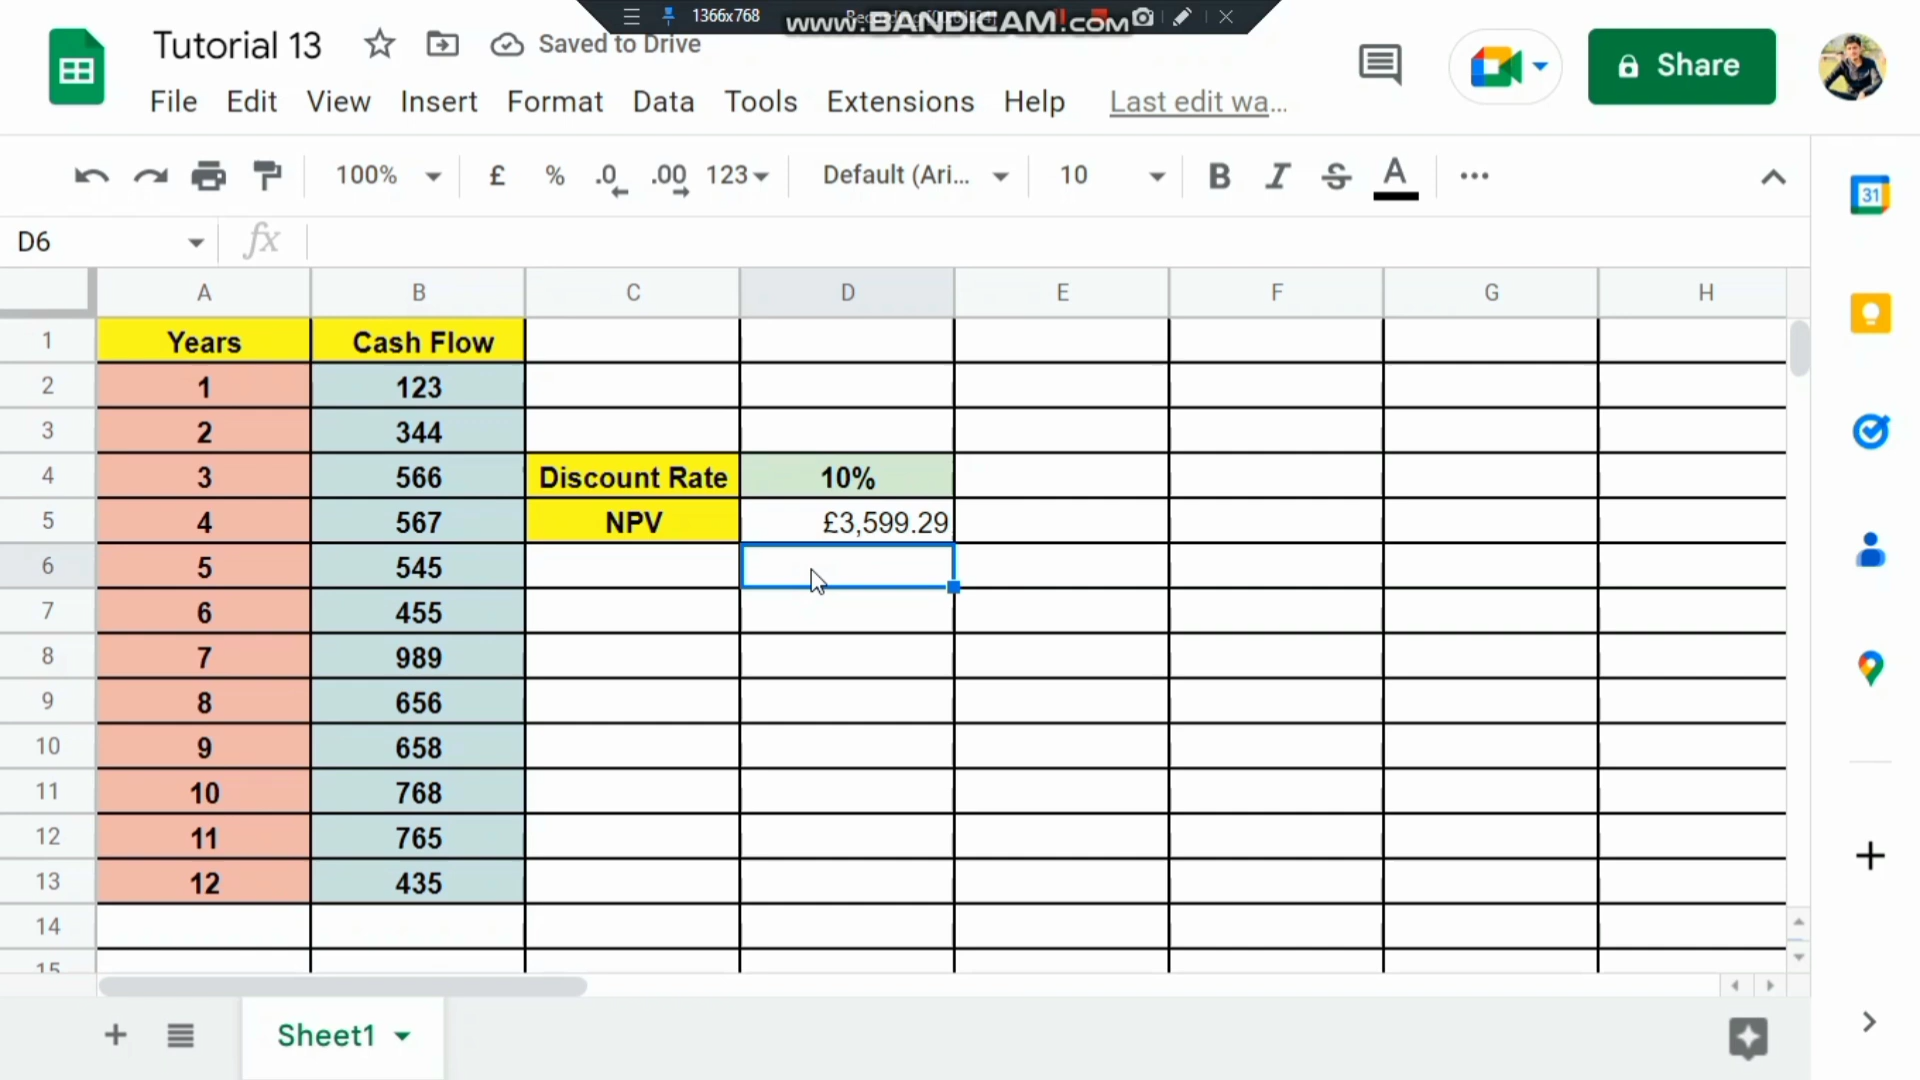 1366x768
www.BANDICAM.com
Tutorial 13
Saved to Drive
Share
File Edit View Insert Format Data Tools Extensions Help Last edit wa...
100% £ % .0 .00 123 Default (Ari... 10 B I S A
31
D6 fx
A B C D E F G H
1 Years Cash Flow
2 1 123
3 2 344
4 3 566 Discount Rate 10%
5 4 567 NPV £3,599.29
6 5 545
7 6 455
8 7 989
9 8 656
10 9 658
11 10 768
12 11 765
13 12 435
14
15
Sheet1